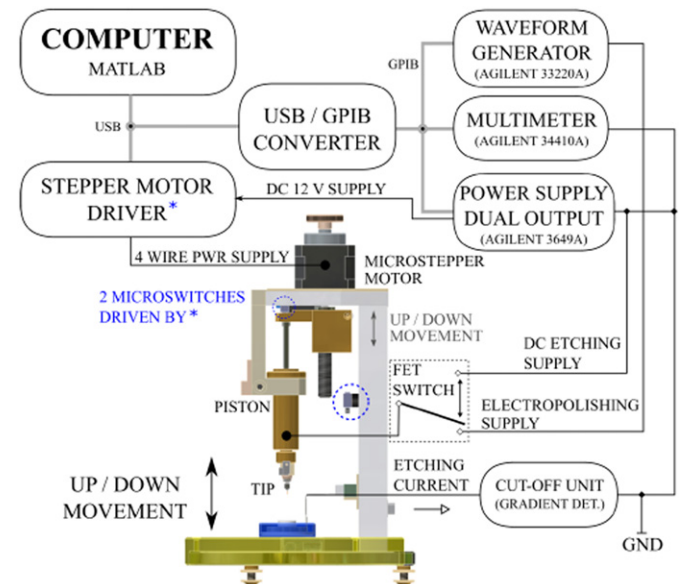 COMPUTER
MATLAB
WAVEFORM
GENERATOR
(AGILENT 33220A)
GPIB
USB
USB / GPIB
CONVERTER
MULTIMETER
(AGILENT 34410A)
STEPPER MOTOR
DRIVER*
DC 12 V SUPPLY
POWER SUPPLY
DUAL OUTPUT
(AGILENT 3649A)
4 WIRE PWR SUPPLY
MICROSTEPPER
MOTOR
2 MICROSWITCHES
DRIVEN BY *
UP / DOWN
MOVEMENT
DC ETCHING
SUPPLY
FET
SWITCH
PISTON
ELECTROPOLISHING
SUPPLY
UP / DOWN
MOVEMENT
TIP
ETCHING
CURRENT
CUT-OFF UNIT
(GRADIENT DET.)
GND